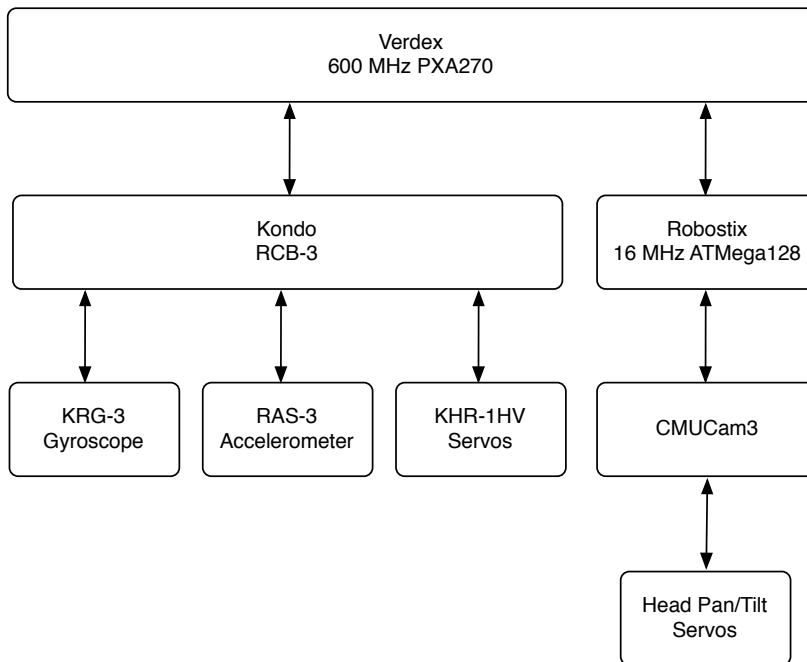 Verdex
600 MHz PXA270
Kondo
RCB-3
Robostix
16 MHz ATMega128
KRG-3
Gyroscope
RAS-3
Accelerometer
KHR-1HV
Servos
CMUCam3
Head Pan/Tilt
Servos